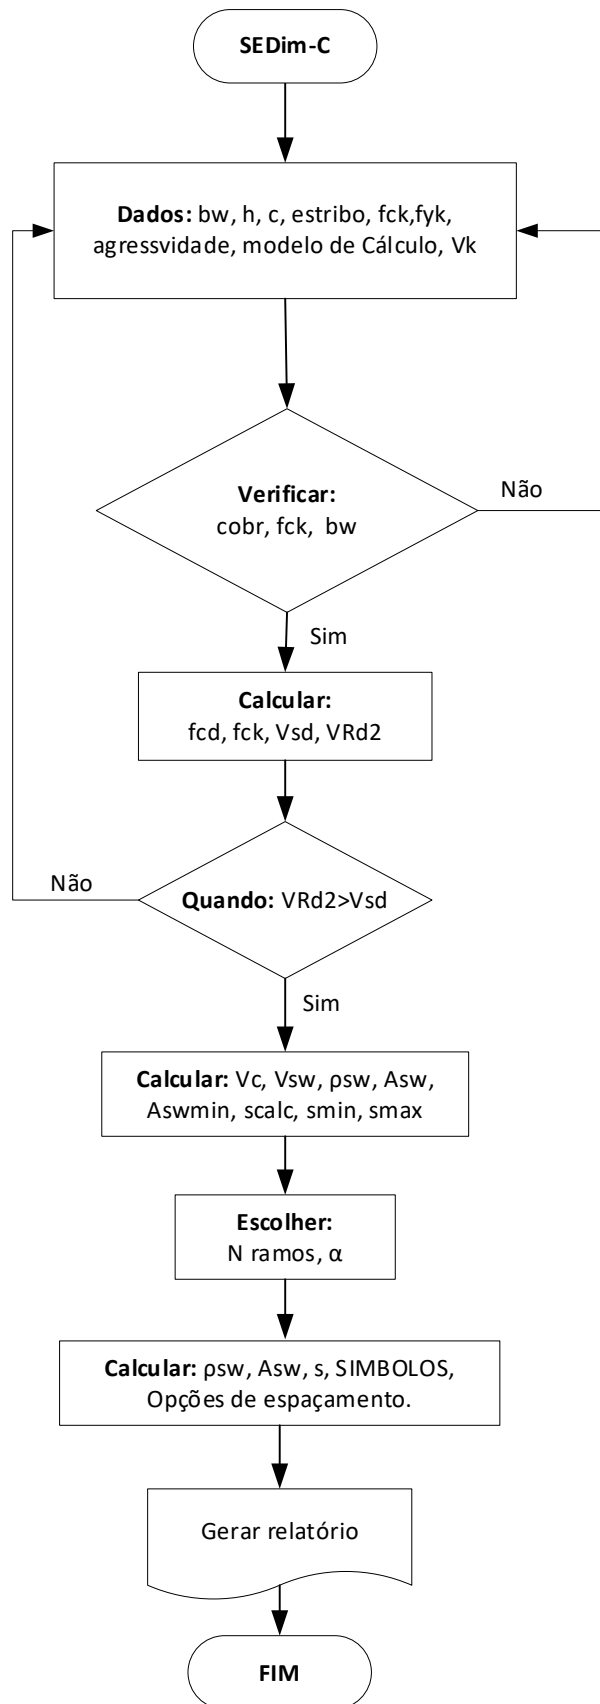 SEDim-C
Dados: bw, h, c, estribo, fck,fyk,
agressvidade, modelo de Cálculo, Vk
Verificar:
cobr, fck, bw
Não
Sim
Calcular:
fcd, fck, Vsd, VRd2
Não
Quando: VRd2>Vsd
Sim
Calcular: Vc, Vsw, ρsw, Asw,
Aswmin, scalc, smin, smax
Escolher:
N ramos, α
Calcular: ρsw, Asw, s, SIMBOLOS,
Opções de espaçamento.
Gerar relatório
FIM